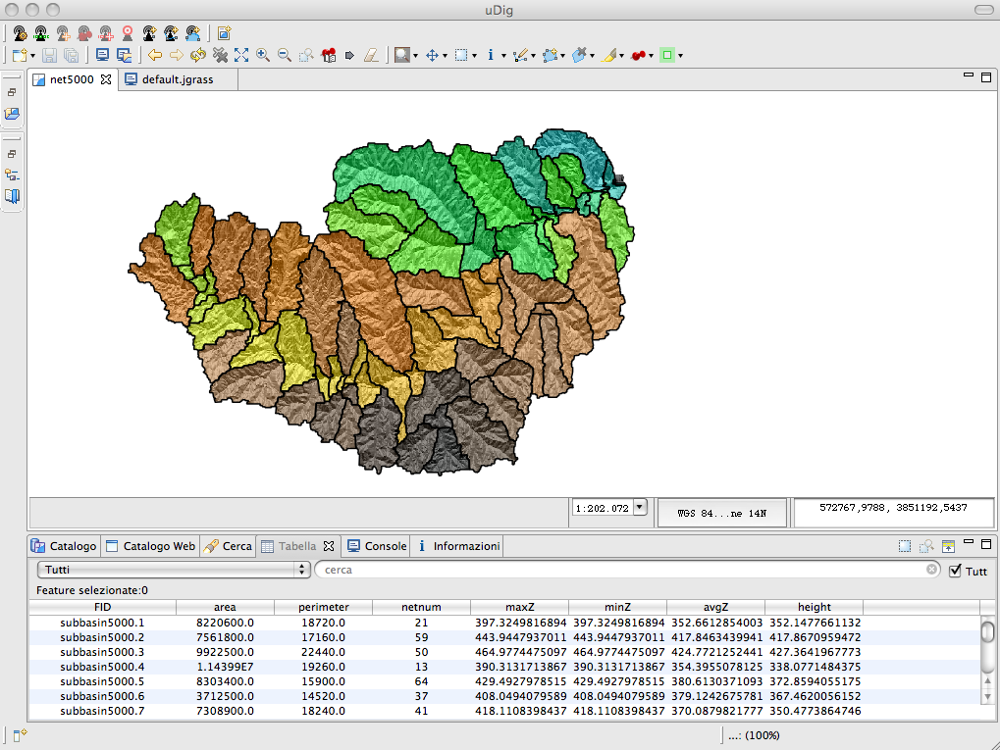 uDig
net5000
default.jgrass
1:202.072
WGS 84...ne 14N
572767,9788, 3851192,5437
Catalogo
Catalogo Web
Cerca
Tabella
Console
Informazioni
Tutti
cerca
Tutt
Feature selezionate:0
FID area perimeter netnum maxZ minZ avgZ height
subbasin5000.1 8220600.0 18720.0 21 397.3249816894 397.3249816894 352.6612854003 352.1477661132
subbasin5000.2 7561800.0 17160.0 59 443.9447937011 443.9447937011 417.8463439941 417.8670959472
subbasin5000.3 9922500.0 22440.0 50 464.9774475097 464.9774475097 424.7721252441 427.3641967773
subbasin5000.4 1.14399E7 19260.0 13 390.3131713867 390.3131713867 354.3955078125 338.0771484375
subbasin5000.5 8303400.0 15900.0 64 429.4927978515 429.4927978515 380.6130371093 372.8594055175
subbasin5000.6 3712500.0 14520.0 37 408.0494079589 408.0494079589 379.1242675781 367.4620056152
subbasin5000.7 7308900.0 18240.0 41 418.1108398437 418.1108398437 370.0879821777 350.4773864746
...: (100%)